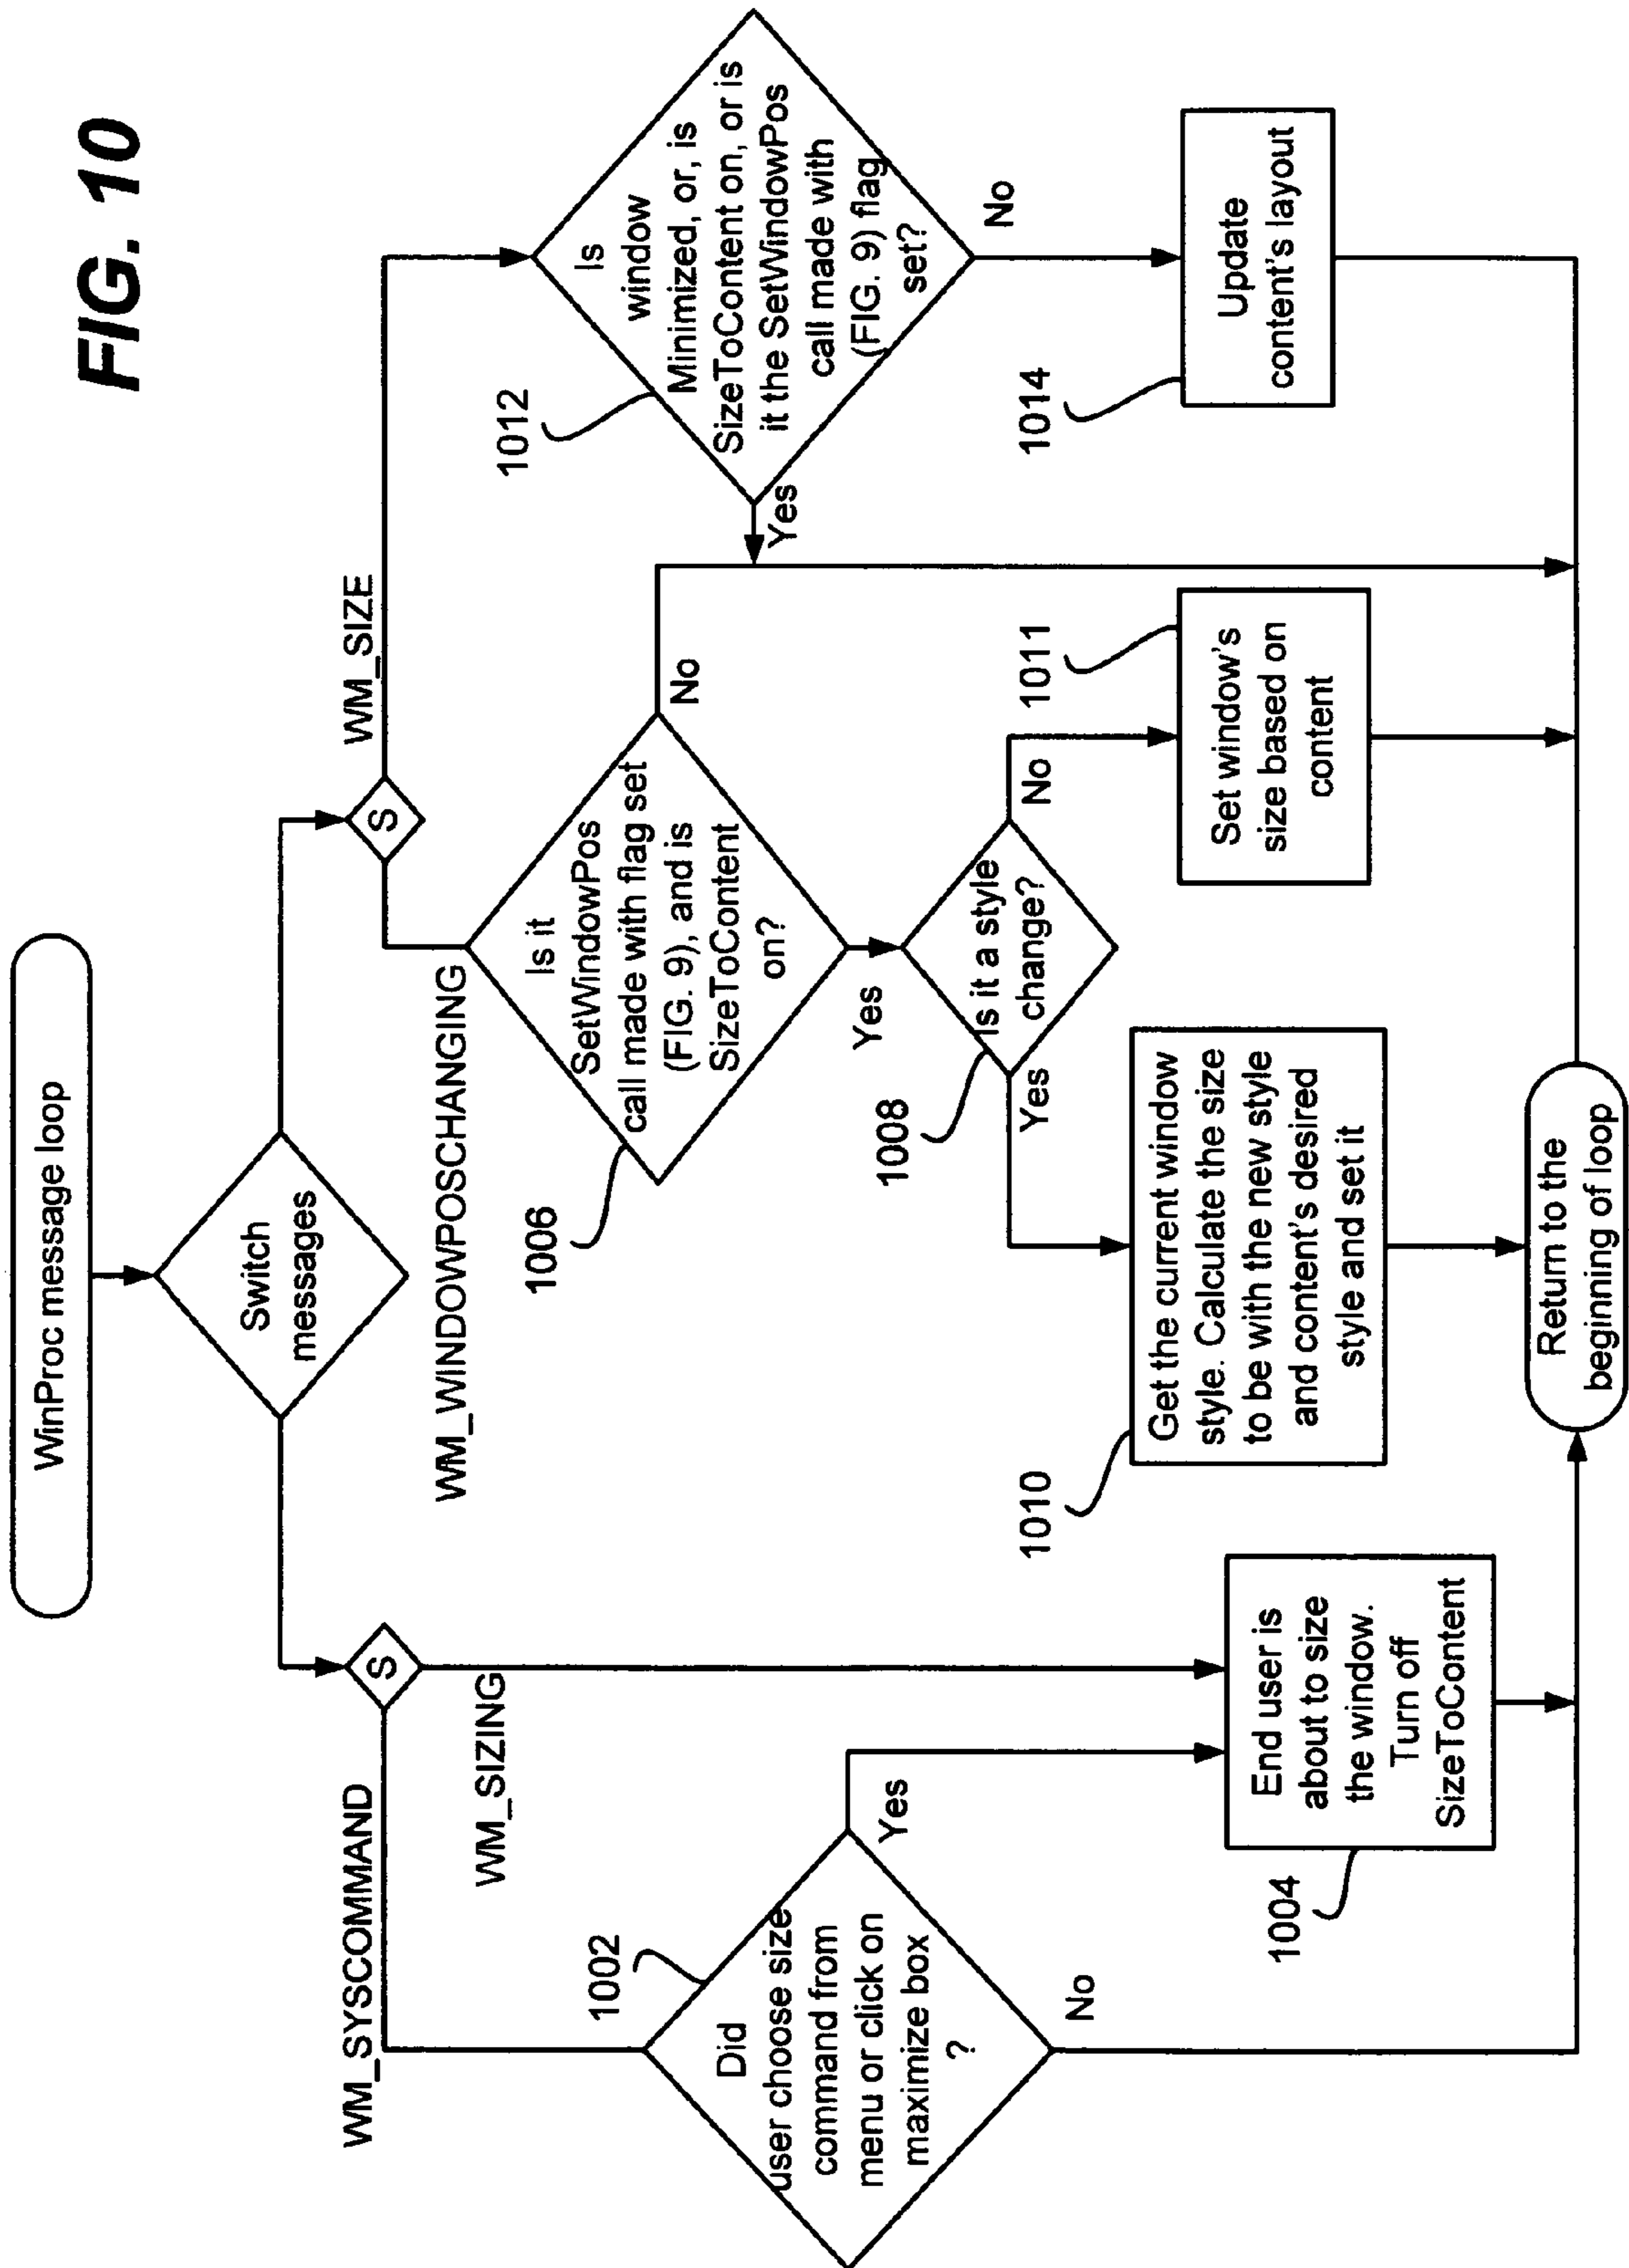 FIG. 10
WinProc message loop
Switch
messages
S
S
WM_SYSCOMMAND
WM_SIZING
WM_WINDOWPOSCHANGING
WM_SIZE
1002
Did
user choose size
command from
menu or click on
maximize box
?
Yes
No
1004
End user is
about to size
the window.
Turn off
SizeToContent
1006
Is it
SetWindowPos
call made with flag set
(FIG. 9), and is
SizeToContent
on?
No
Yes
1008
Is it a style
change?
Yes
No
1010
Get the current window
style. Calculate the size
to be with the new style
and content's desired
style and set it
1011
Set window's
size based on
content
1012
Is
window
Minimized, or, is
SizeToContent on, or is
it the SetWindowPos
call made with
(FIG. 9) flag
set?
Yes
No
1014
Update
content's layout
Return to the
beginning of loop